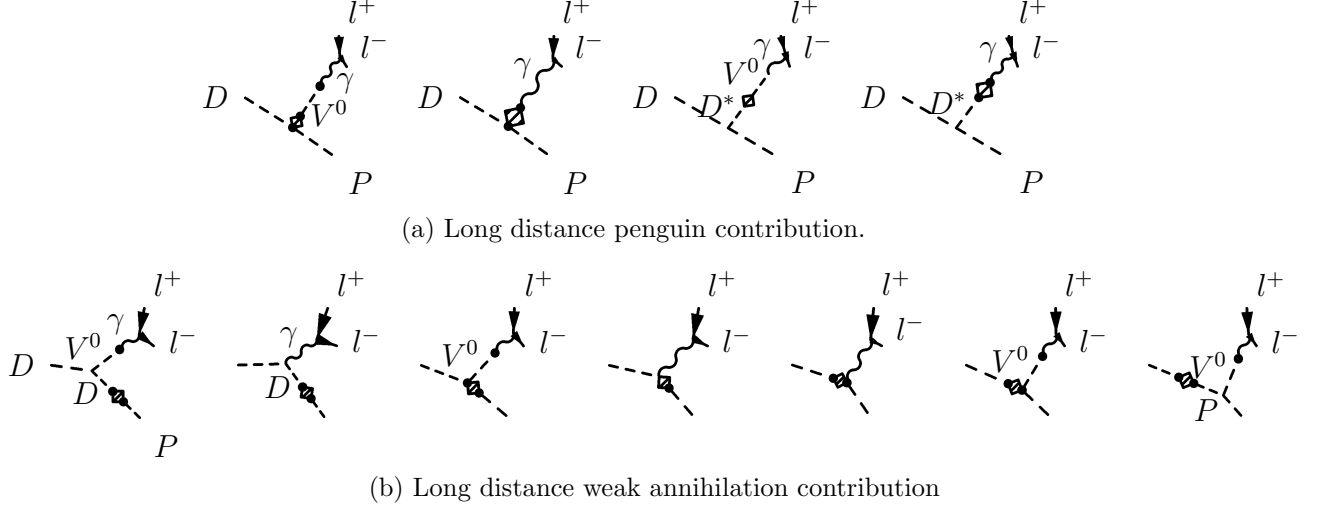 l⁺ l⁺ l⁺ l⁺
l⁻ l⁻ l⁻ l⁻
γ γ γ γ
D V⁰ D D V⁰ D* D D*
P P P P
(a) Long distance penguin contribution.
l⁺ l⁺ l⁺ l⁺ l⁺ l⁺ l⁺
γ l⁻ γ l⁻ l⁻ l⁻ l⁻ l⁻ l⁻
D V⁰ V⁰ V⁰ V⁰
D D P
P
(b) Long distance weak annihilation contribution